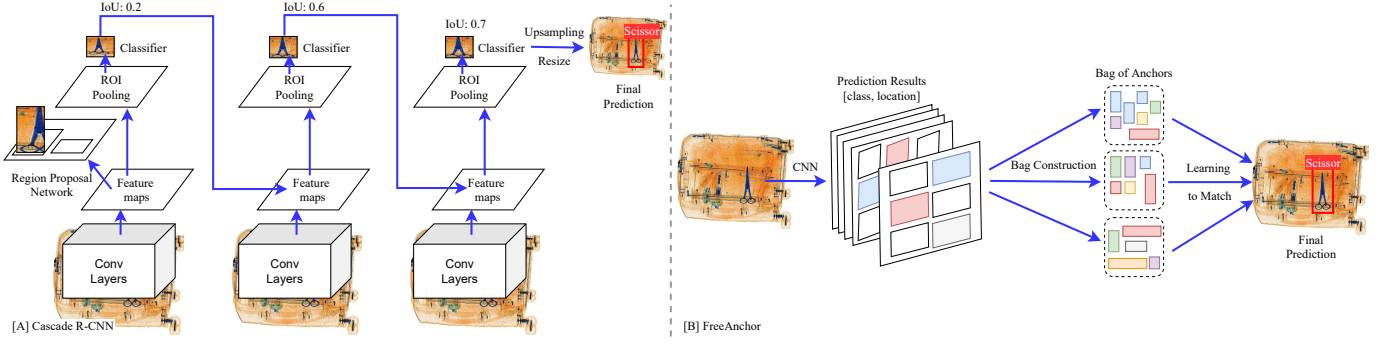 IoU: 0.2
Classifier
ROI
Pooling
Region Proposal
Network
Feature
maps
Conv
Layers
IoU: 0.6
Classifier
ROI
Pooling
Feature
maps
Conv
Layers
IoU: 0.7
Classifier
ROI
Pooling
Feature
maps
Conv
Layers
Upsampling
Resize
Scissor
Final
Prediction
[A] Cascade R-CNN
CNN
Prediction Results
[class, location]
Bag Construction
Bag of Anchors
Learning
to Match
Scissor
Final
Prediction
[B] FreeAnchor